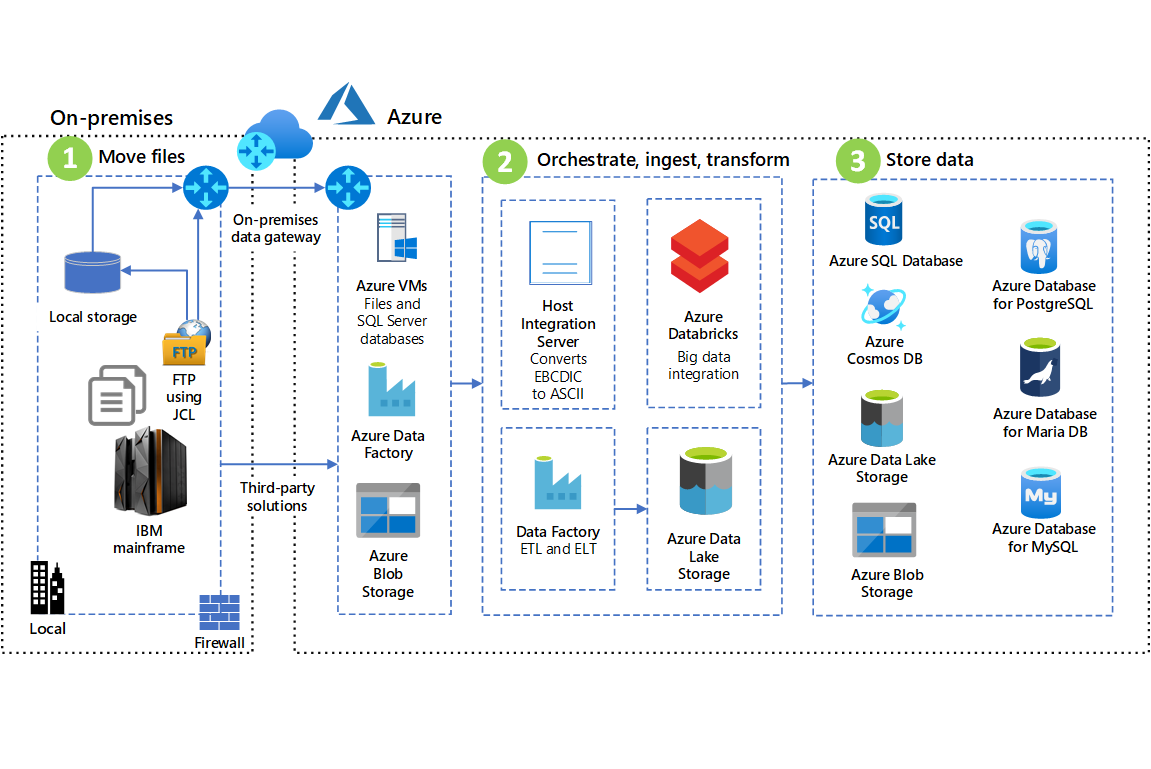 On-premises
Azure
1
Move files
2
Orchestrate, ingest, transform
3
Store data
On-premises
data gateway
Local storage
FTP
FTP
using
JCL
IBM
mainframe
Local
Firewall
Third-party
solutions
Azure VMs
Files and
SQL Server
databases
Azure Data
Factory
Azure
Blob
Storage
Host
Integration
Server
Converts
EBCDIC
to ASCII
Azure
Databricks
Big data
integration
Data Factory
ETL and ELT
Azure Data
Lake
Storage
SQL
Azure SQL Database
Azure
Cosmos DB
Azure Data Lake
Storage
Azure Blob
Storage
Azure Database
for PostgreSQL
Azure Database
for Maria DB
My
Azure Database
for MySQL